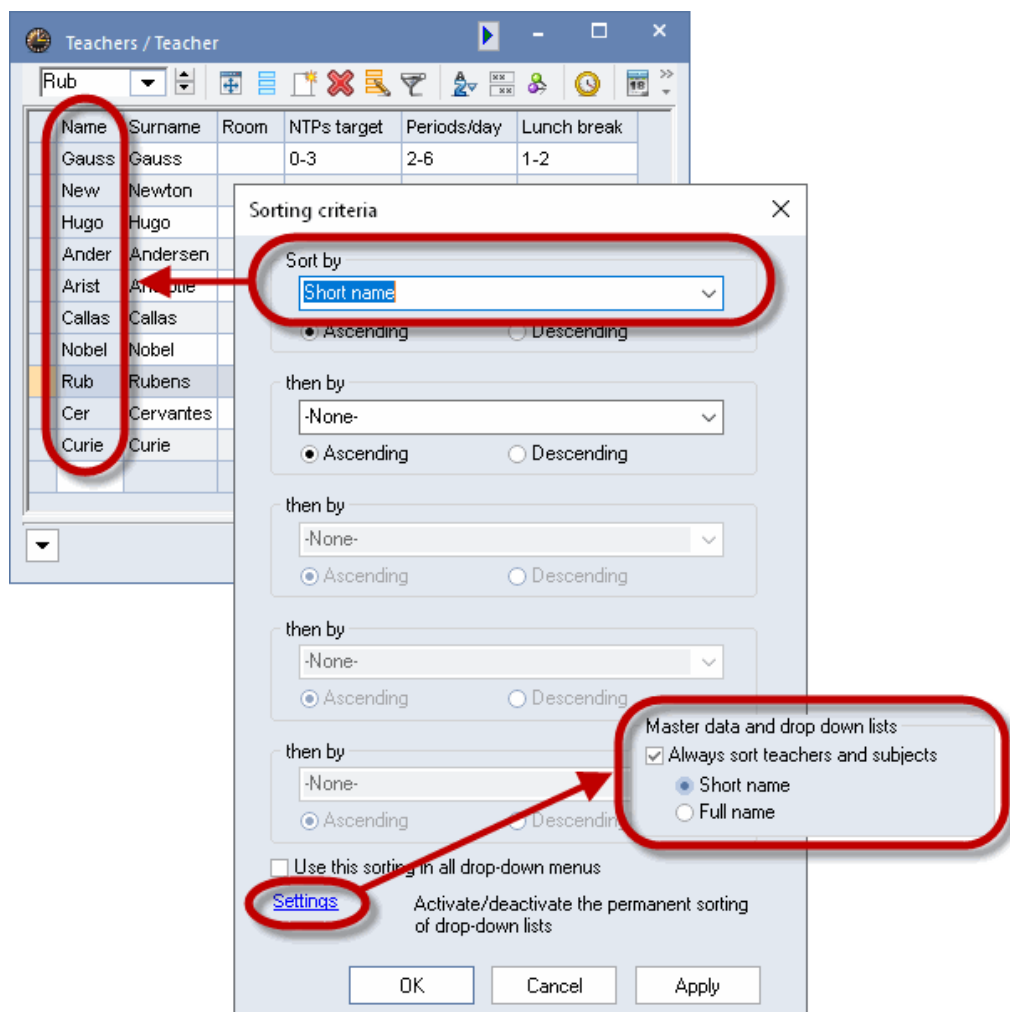 Teachers / Teacher
Rub
Name Surname Room NTPs target Periods/day Lunch break
Gauss Gauss 0-3 2-6 1-2
New Newton
Hugo Hugo
Ander Andersen
Arist
Callas Callas
Nobel Nobel
Rub Rubens
Cer Cervantes
Curie Curie
Sorting criteria
Sort by
Short name
Ascending Descending
then by
-None-
Ascending Descending
then by
-None-
Ascending Descending
then by
-None-
Ascending Descending
then by
-None-
Ascending Descending
Use this sorting in all drop-down menus
Settings Activate/deactivate the permanent sorting
of drop-down lists
OK Cancel Apply
Master data and drop down lists
Always sort teachers and subjects
Short name
Full name